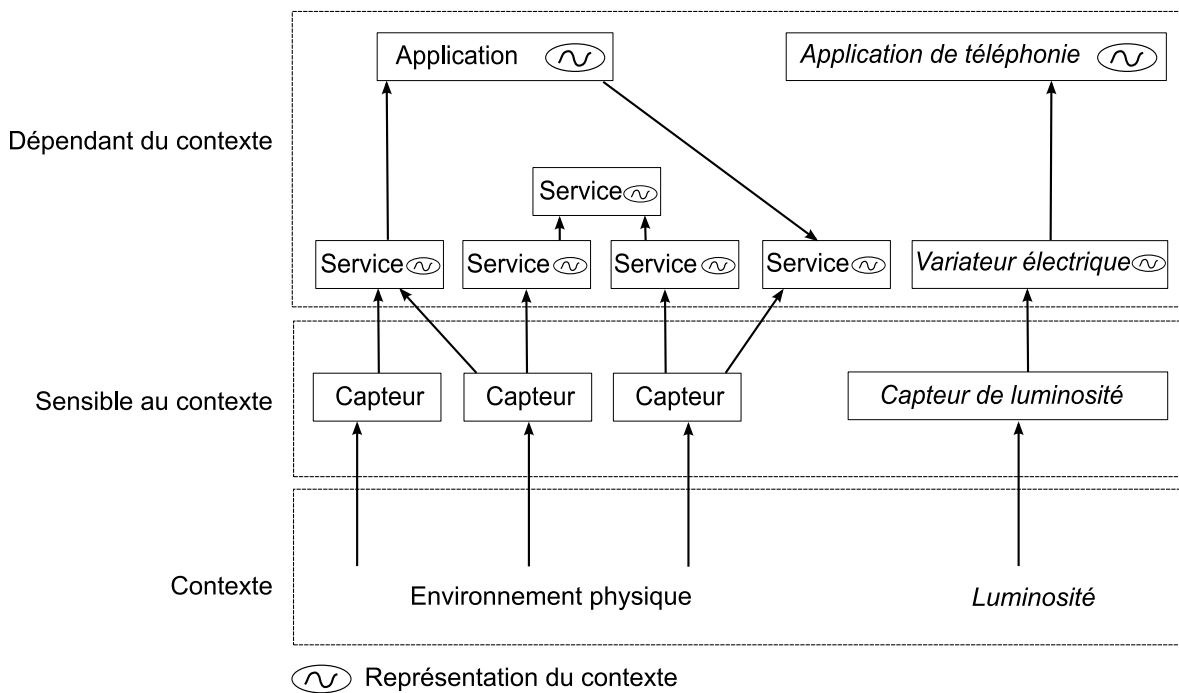 Application
Application de téléphonie
Dépendant du contexte
Service
Service
Service
Service
Service
Variateur électrique
Sensible au contexte
Capteur
Capteur
Capteur
Capteur de luminosité
Contexte
Environnement physique
Luminosité
Représentation du contexte